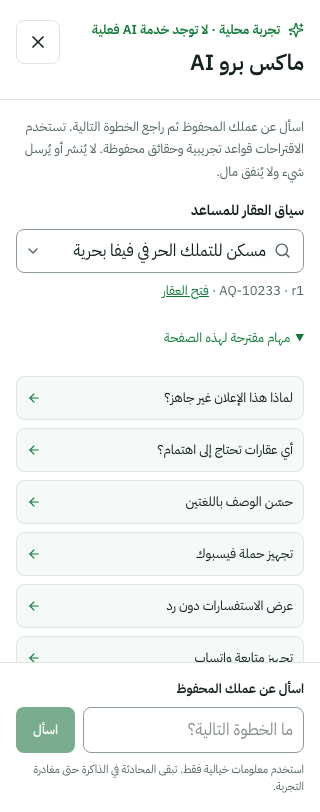 تجربة محلية · لا توجد خدمة AI فعلية
ماكس برو AI
اسأل عن عملك المحفوظ ثم راجع الخطوة التالية. تستخدم
الاقتراحات قواعد تجريبية وحقائق محفوظة. لا يُنشر أو يُرسل
شيء ولا يُنفق مال.
سياق العقار للمساعد
مسكن للتملك الحر في فيفا بحرية
AQ-10233 · r1 · فتح العقار
▼ مهام مقترحة لهذه الصفحة
لماذا هذا الإعلان غير جاهز؟
أي عقارات تحتاج إلى اهتمام؟
حسّن الوصف باللغتين
تجهيز حملة فيسبوك
عرض الاستفسارات دون رد
تجهيز متابعة واتساب
اسأل عن عملك المحفوظ
ما الخطوة التالية؟
اسأل
استخدم معلومات خيالية فقط. تبقى المحادثة في الذاكرة حتى مغادرة
التجربة.